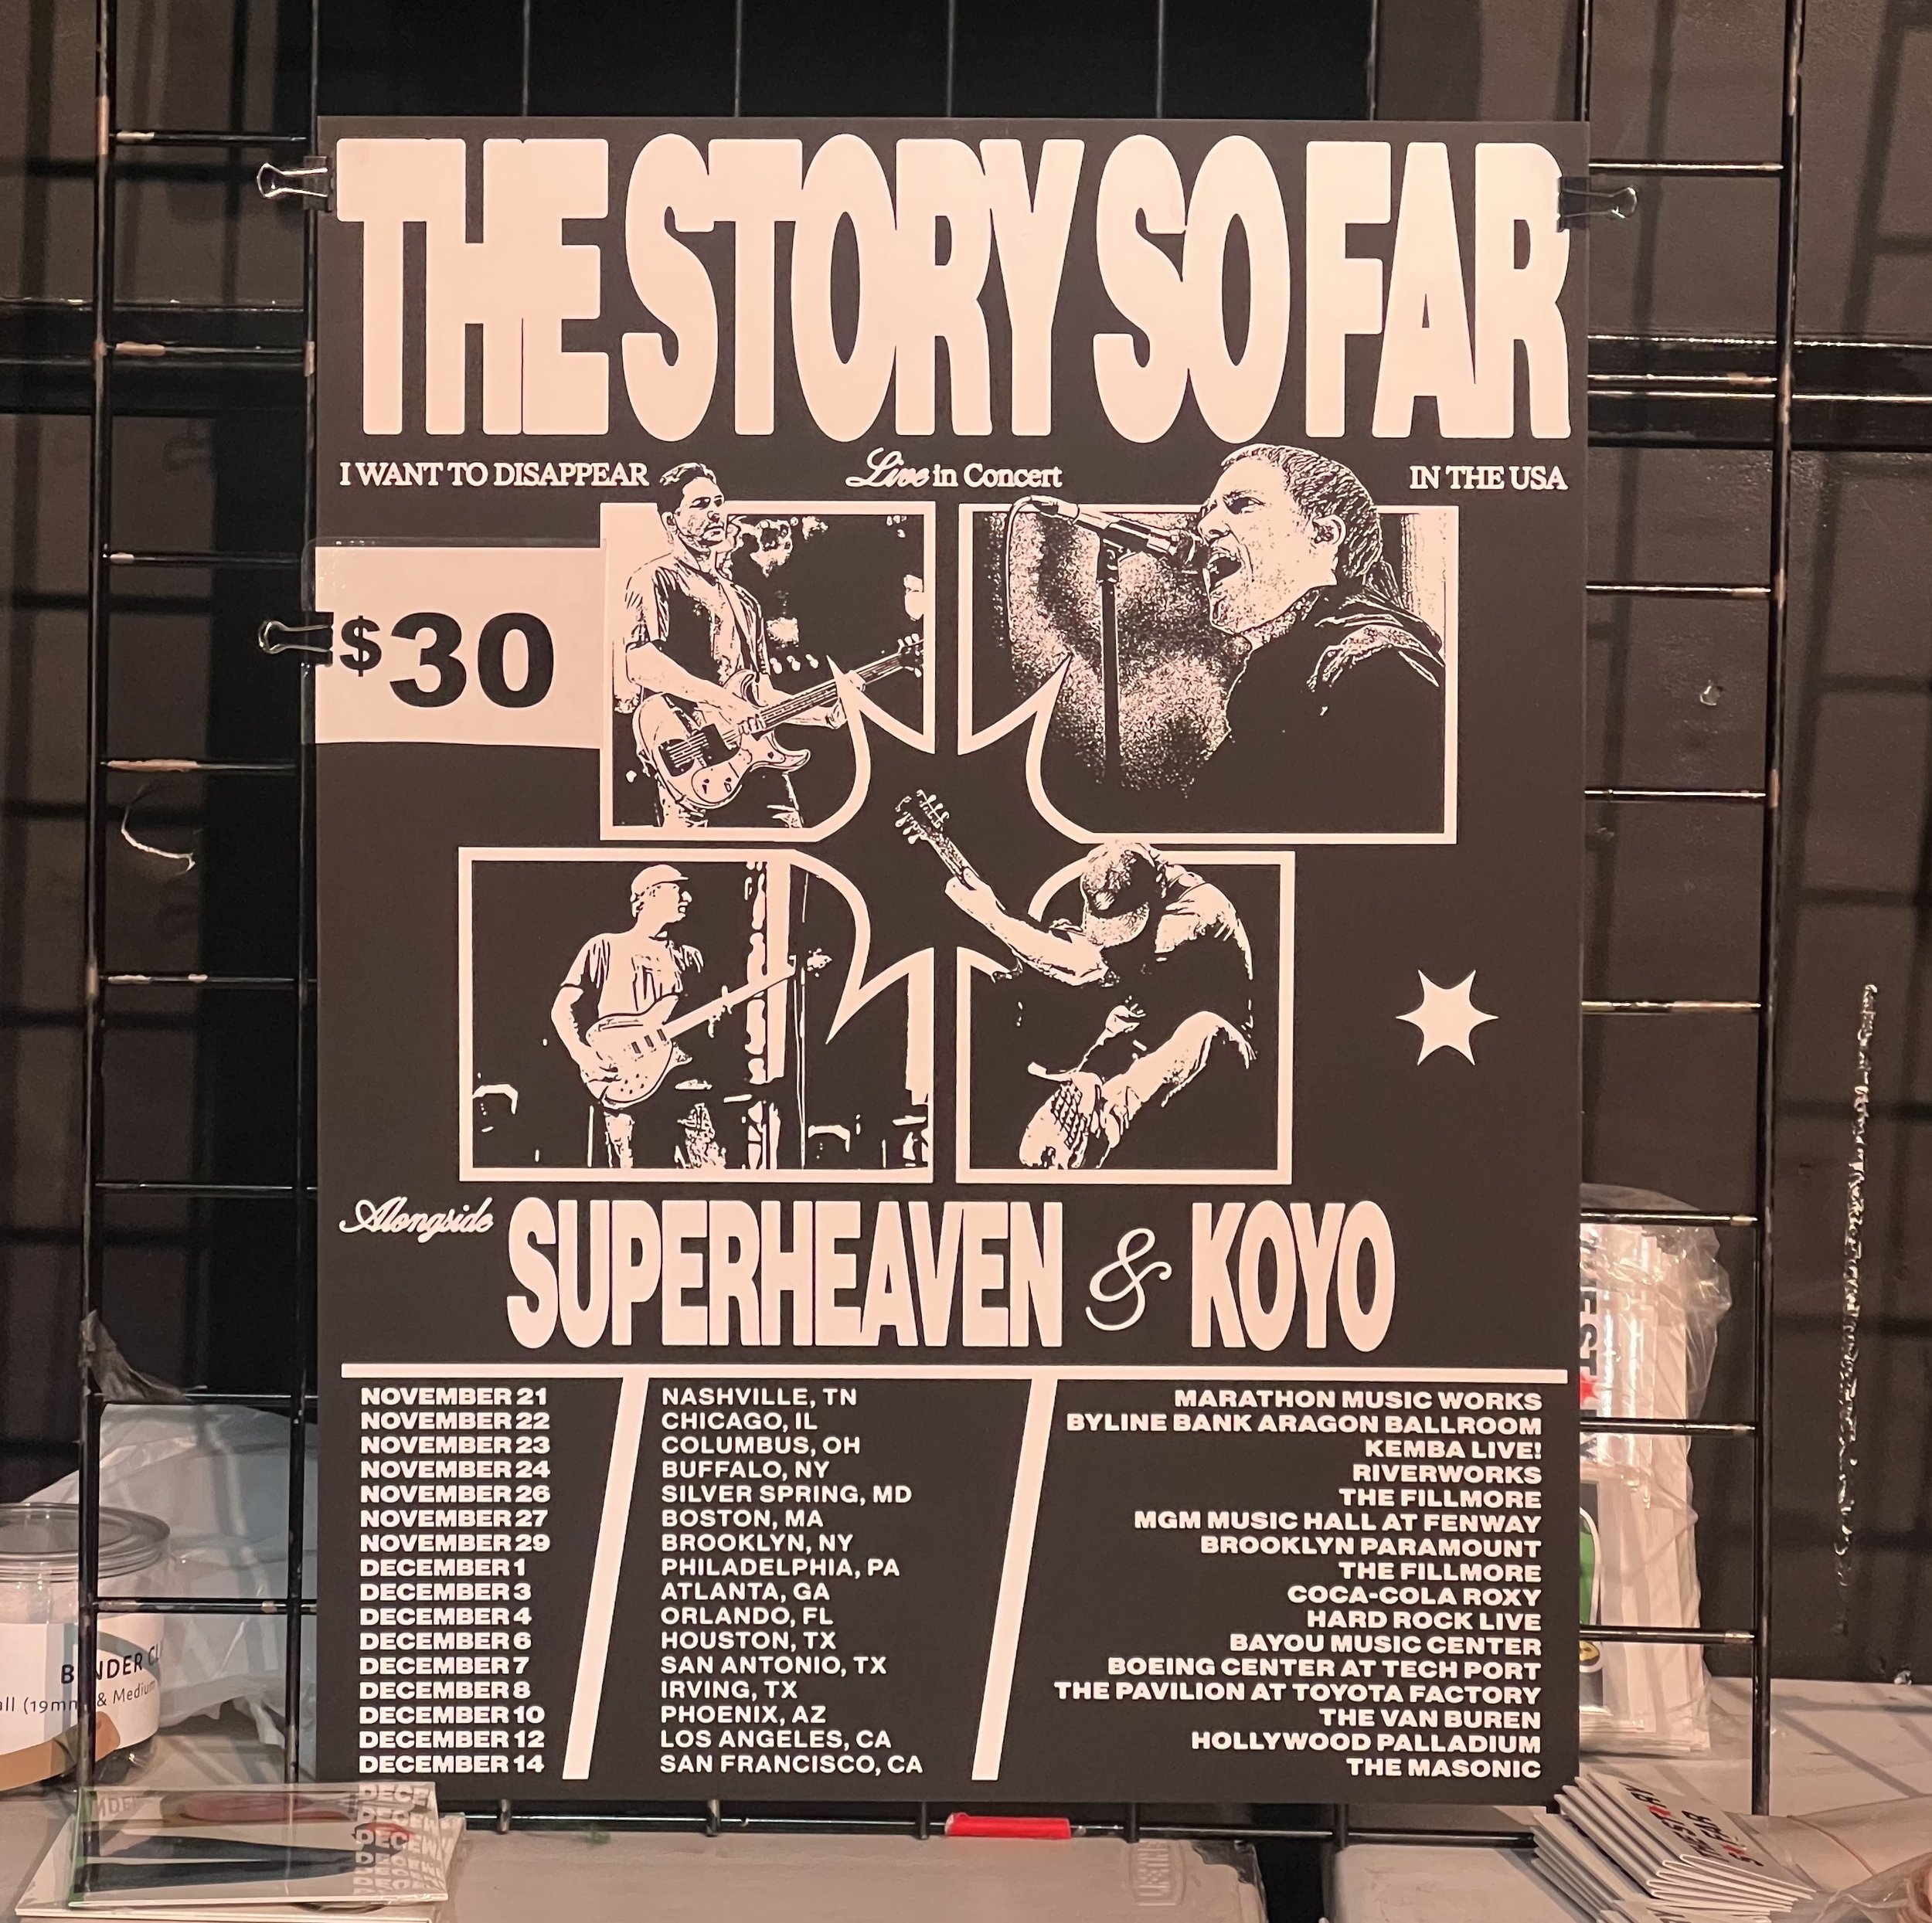 THE STORY SO FAR
I WANT TO DISAPPEAR
Live in Concert
IN THE USA
$30
Alongside SUPERHEAVEN & KOYO
NOVEMBER 21 NASHVILLE, TN MARATHON MUSIC WORKS
NOVEMBER 22 CHICAGO, IL BYLINE BANK ARAGON BALLROOM
NOVEMBER 23 COLUMBUS, OH KEMBA LIVE!
NOVEMBER 24 BUFFALO, NY RIVERWORKS
NOVEMBER 26 SILVER SPRING, MD THE FILLMORE
NOVEMBER 27 BOSTON, MA MGM MUSIC HALL AT FENWAY
NOVEMBER 29 BROOKLYN, NY BROOKLYN PARAMOUNT
DECEMBER 1 PHILADELPHIA, PA THE FILLMORE
DECEMBER 3 ATLANTA, GA COCA-COLA ROXY
DECEMBER 4 ORLANDO, FL HARD ROCK LIVE
DECEMBER 6 HOUSTON, TX BAYOU MUSIC CENTER
DECEMBER 7 SAN ANTONIO, TX BOEING CENTER AT TECH PORT
DECEMBER 8 IRVING, TX THE PAVILION AT TOYOTA FACTORY
DECEMBER 10 PHOENIX, AZ THE VAN BUREN
DECEMBER 12 LOS ANGELES, CA HOLLYWOOD PALLADIUM
DECEMBER 14 SAN FRANCISCO, CA THE MASONIC
& Medium
LIFETIME